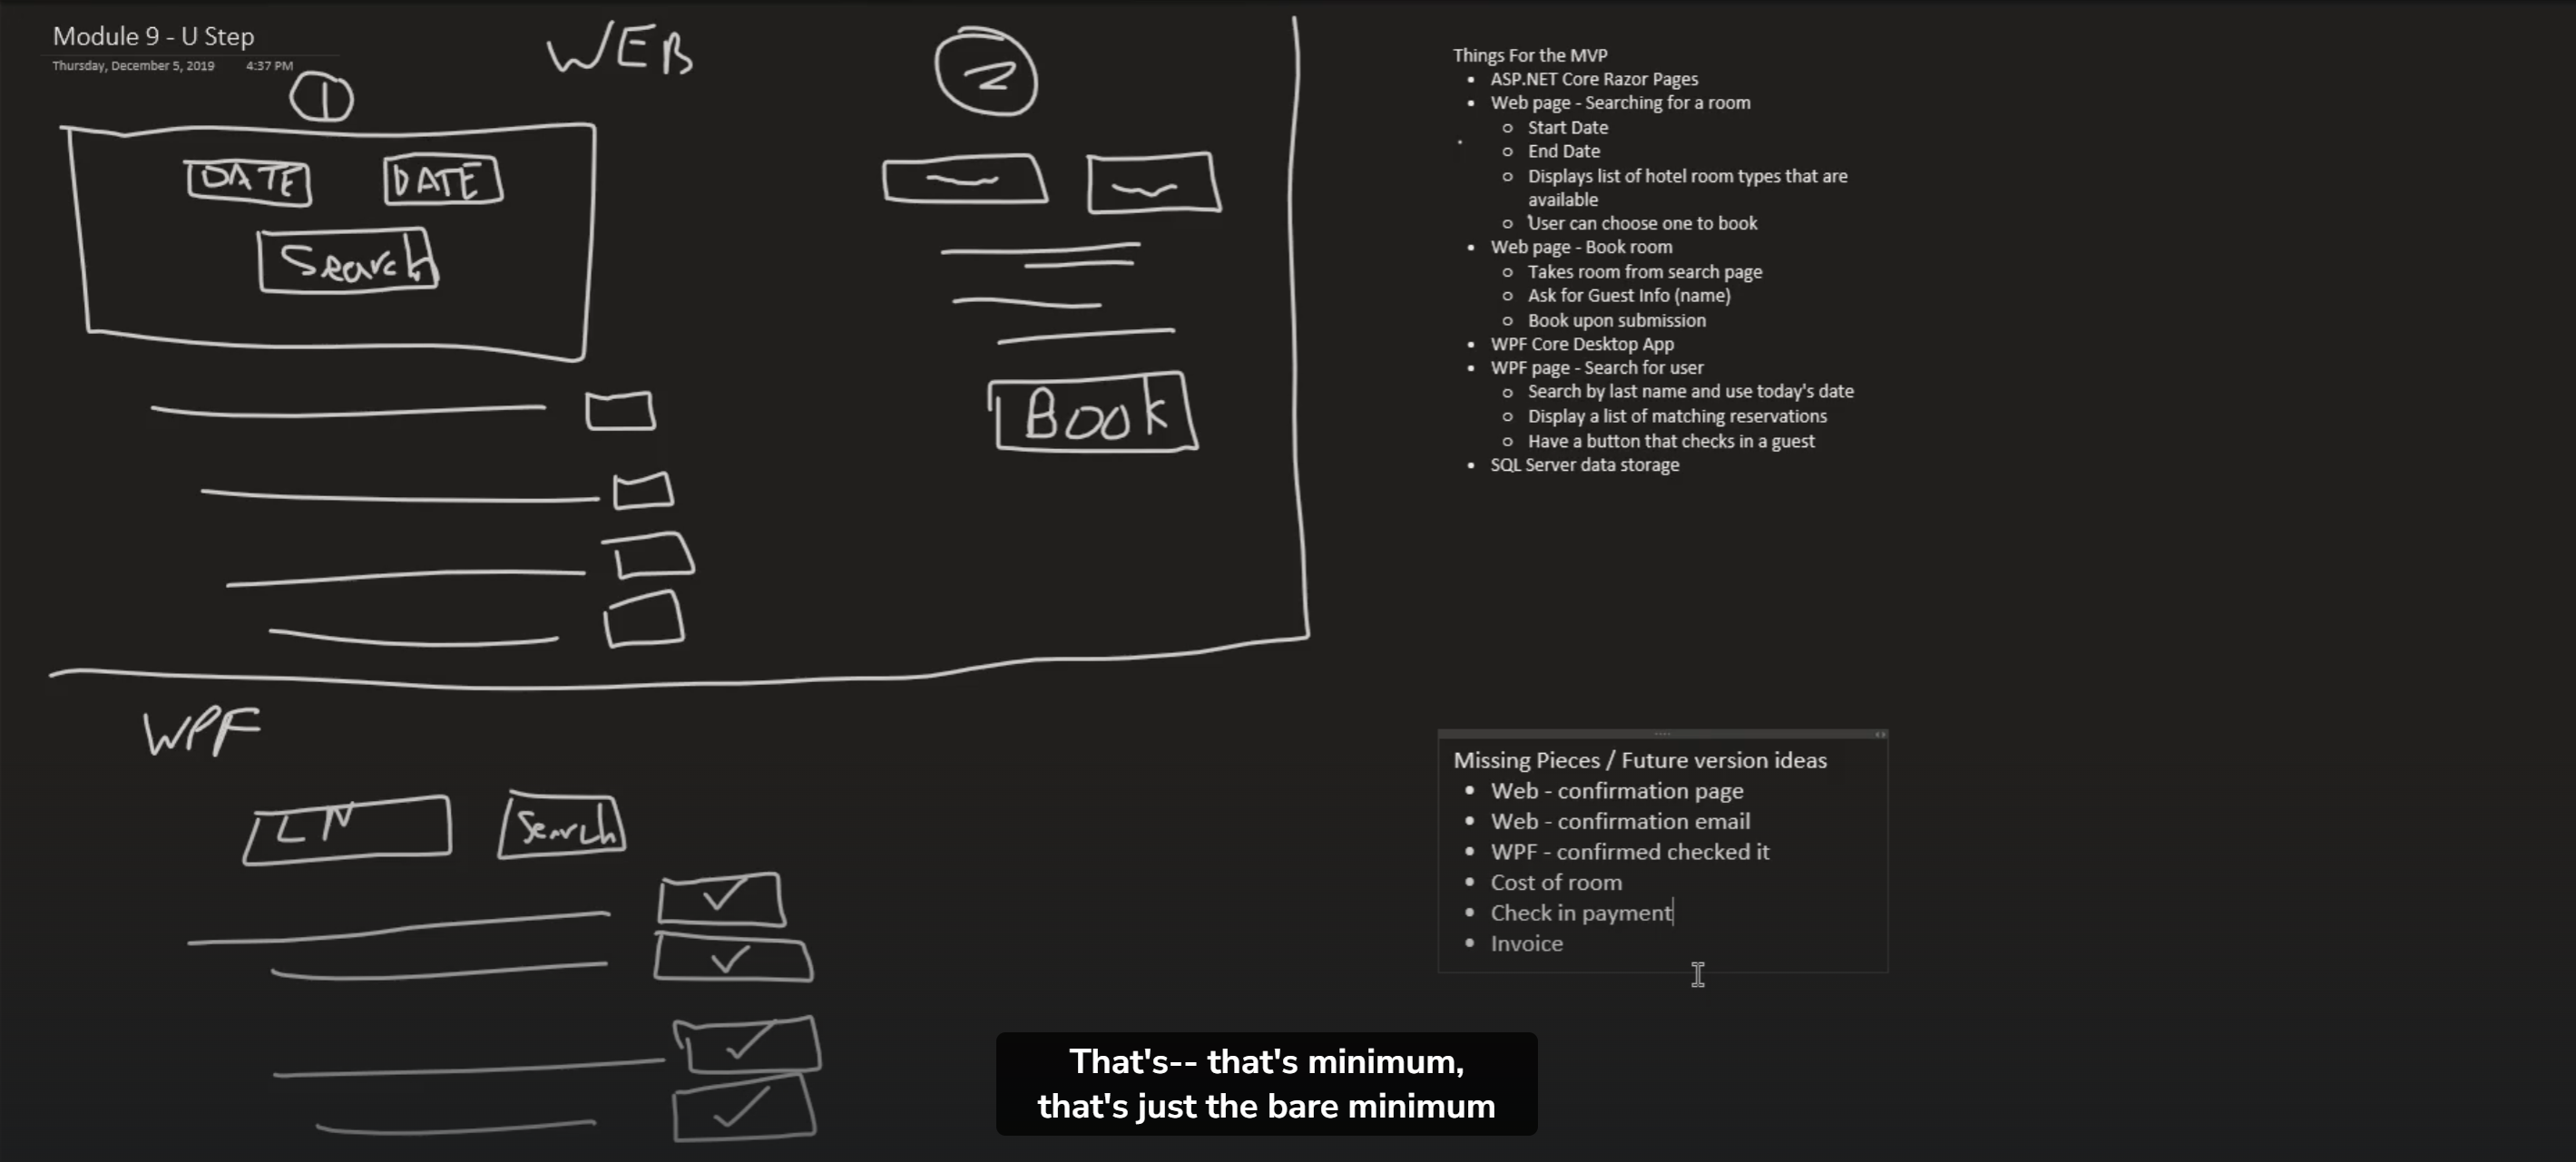 Module 9 - U Step
Thursday, December 5, 2019 4:37 PM
WEB
1
2
DATE DATE
Search
Book
WPF
LN Search
Things For the MVP
• ASP.NET Core Razor Pages
• Web page - Searching for a room
○ Start Date
○ End Date
○ Displays list of hotel room types that are
available
○ User can choose one to book
• Web page - Book room
○ Takes room from search page
○ Ask for Guest Info (name)
○ Book upon submission
• WPF Core Desktop App
• WPF page - Search for user
○ Search by last name and use today's date
○ Display a list of matching reservations
○ Have a button that checks in a guest
• SQL Server data storage
Missing Pieces / Future version ideas
• Web - confirmation page
• Web - confirmation email
• WPF - confirmed checked it
• Cost of room
• Check in payment
• Invoice
That's-- that's minimum,
that's just the bare minimum